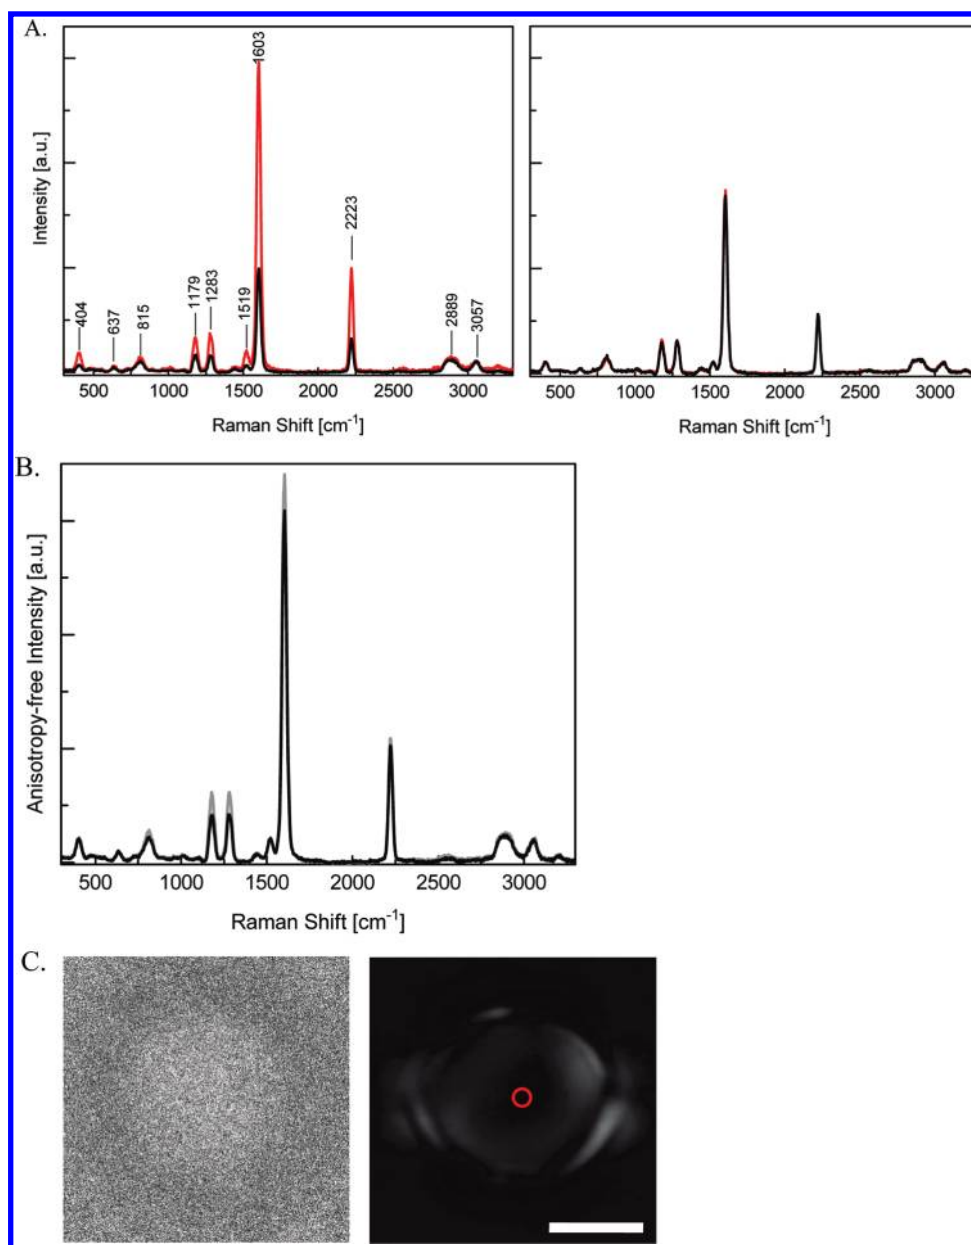 A.
Intensity [a.u.]
404
637
815
1179
1283
1519
1603
2223
2889
3057
500 1000 1500 2000 2500 3000
Raman Shift [cm⁻¹]
500 1000 1500 2000 2500 3000
Raman Shift [cm⁻¹]
B.
Anisotropy-free Intensity [a.u.]
500 1000 1500 2000 2500 3000
Raman Shift [cm⁻¹]
C.